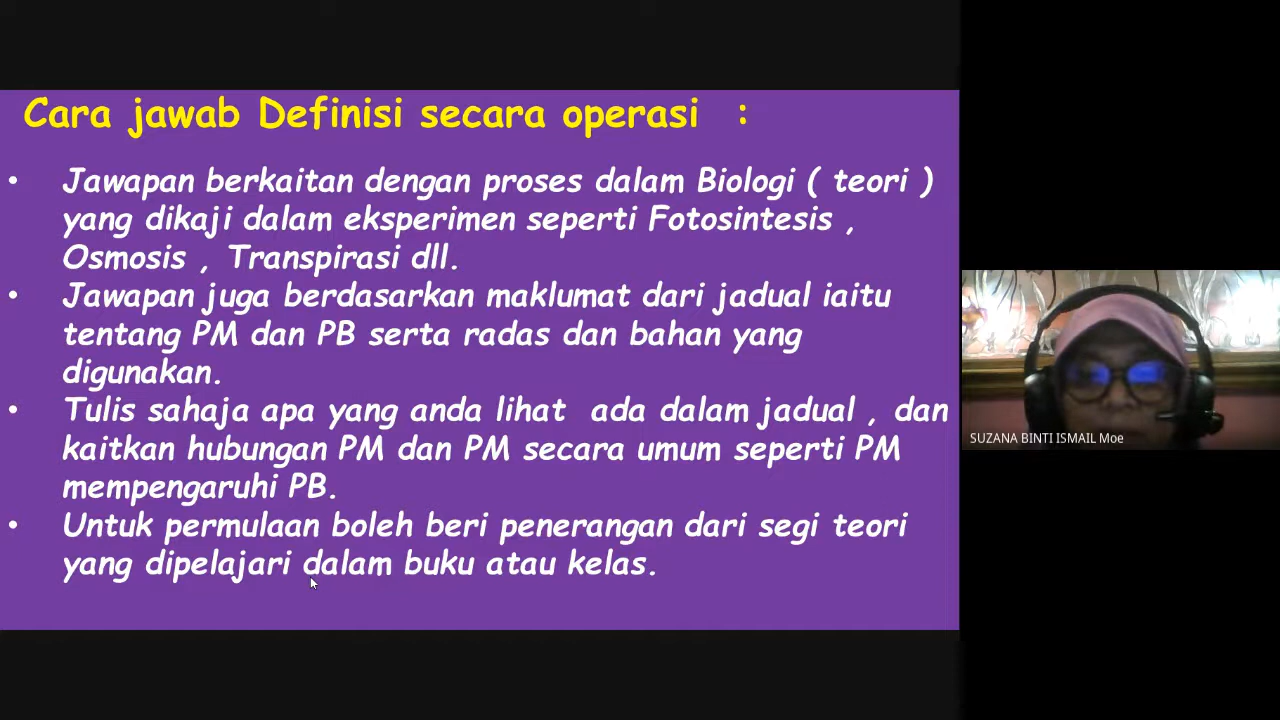 Cara jawab Definisi secara operasi :
• Jawapan berkaitan dengan proses dalam Biologi ( teori )
yang dikaji dalam eksperimen seperti Fotosintesis ,
Osmosis , Transpirasi dll.
• Jawapan juga berdasarkan maklumat dari jadual iaitu
tentang PM dan PB serta radas dan bahan yang
digunakan.
• Tulis sahaja apa yang anda lihat ada dalam jadual , dan
kaitkan hubungan PM dan PM secara umum seperti PM
mempengaruhi PB.
• Untuk permulaan boleh beri penerangan dari segi teori
yang dipelajari dalam buku atau kelas.
SUZANA BINTI ISMAIL Moe